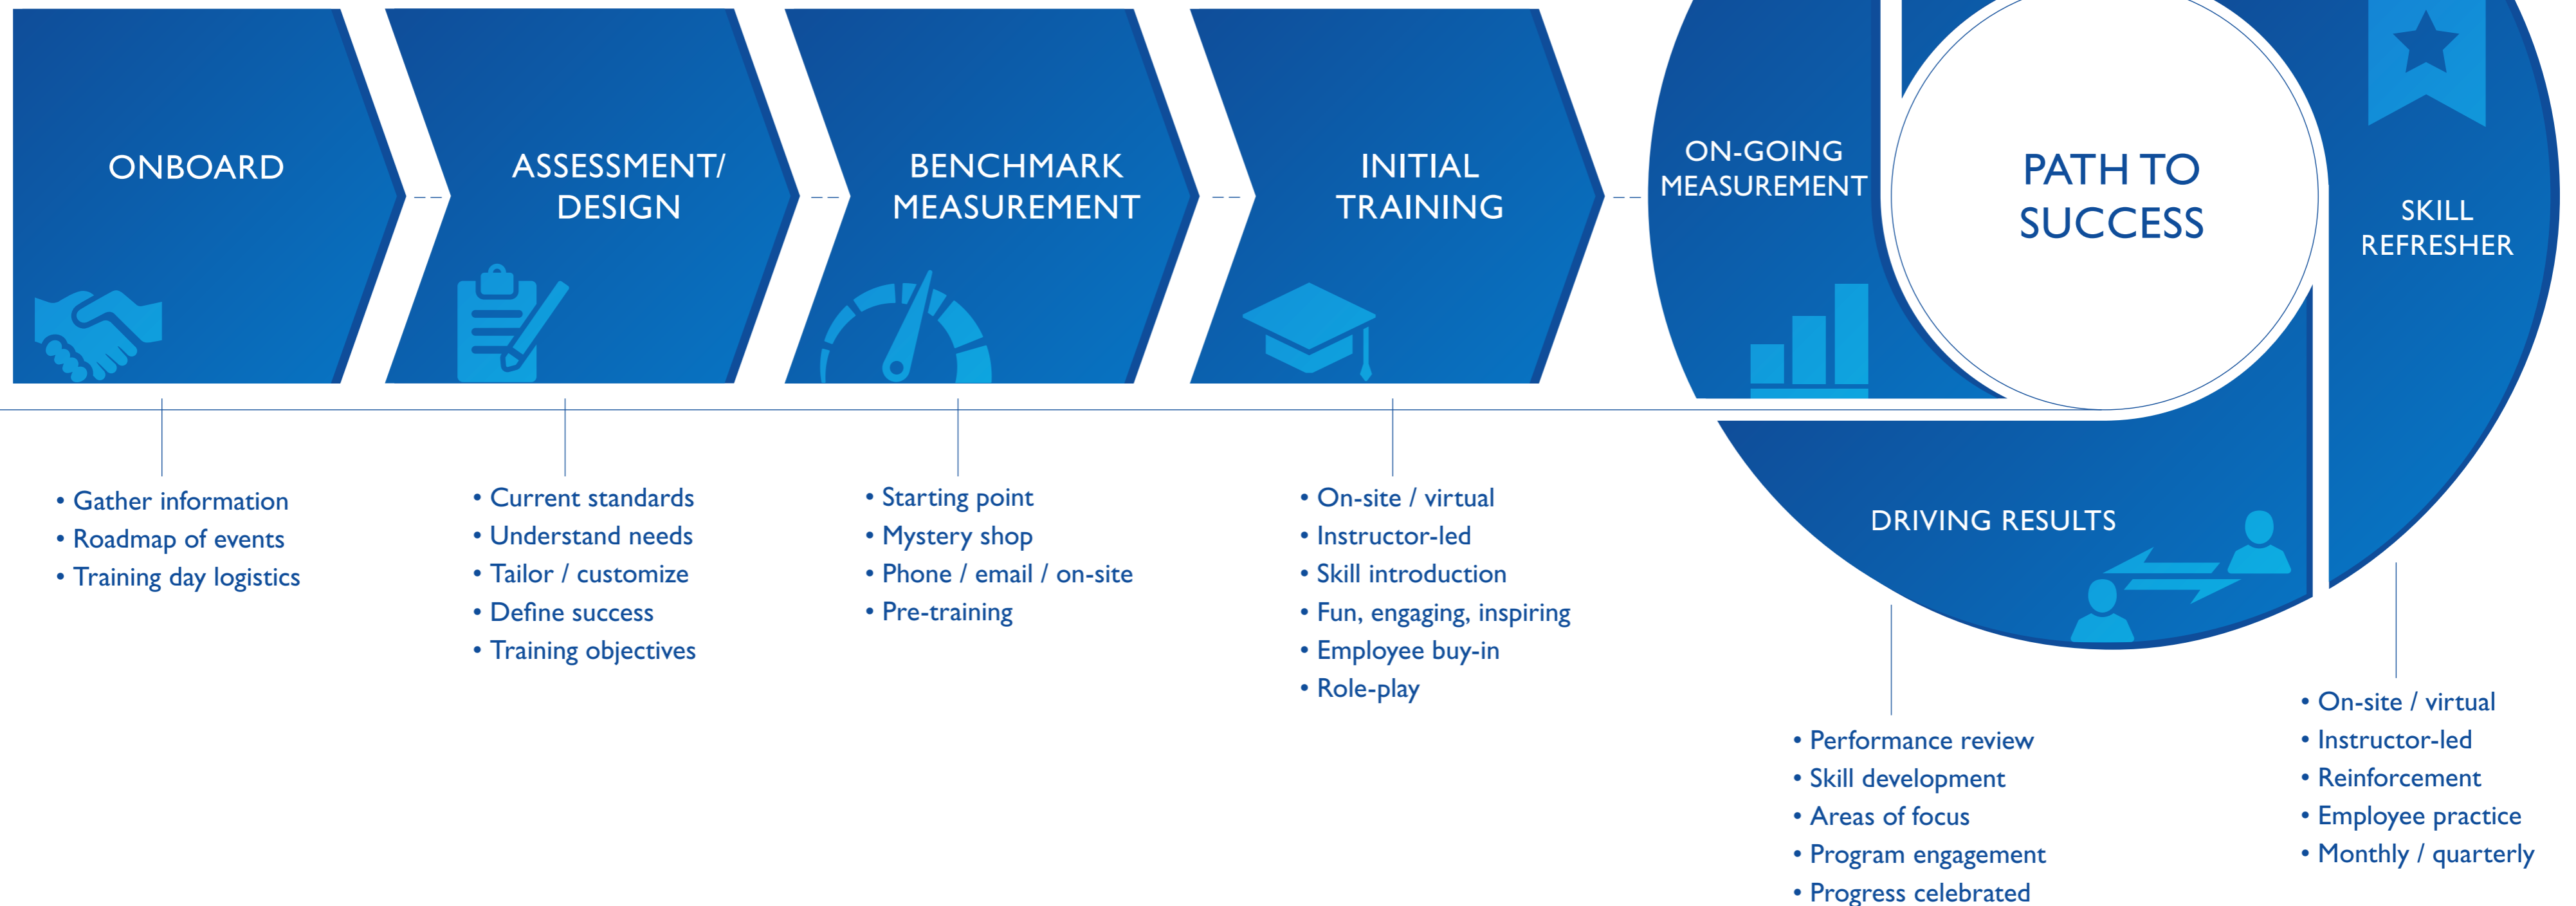 ONBOARD
ASSESSMENT/
DESIGN
BENCHMARK
MEASUREMENT
INITIAL
TRAINING
ON-GOING
MEASUREMENT
PATH TO
SUCCESS
SKILL
REFRESHER
DRIVING RESULTS
• Gather information
• Roadmap of events
• Training day logistics
• Current standards
• Understand needs
• Tailor / customize
• Define success
• Training objectives
• Starting point
• Mystery shop
• Phone / email / on-site
• Pre-training
• On-site / virtual
• Instructor-led
• Skill introduction
• Fun, engaging, inspiring
• Employee buy-in
• Role-play
• Performance review
• Skill development
• Areas of focus
• Program engagement
• Progress celebrated
• On-site / virtual
• Instructor-led
• Reinforcement
• Employee practice
• Monthly / quarterly